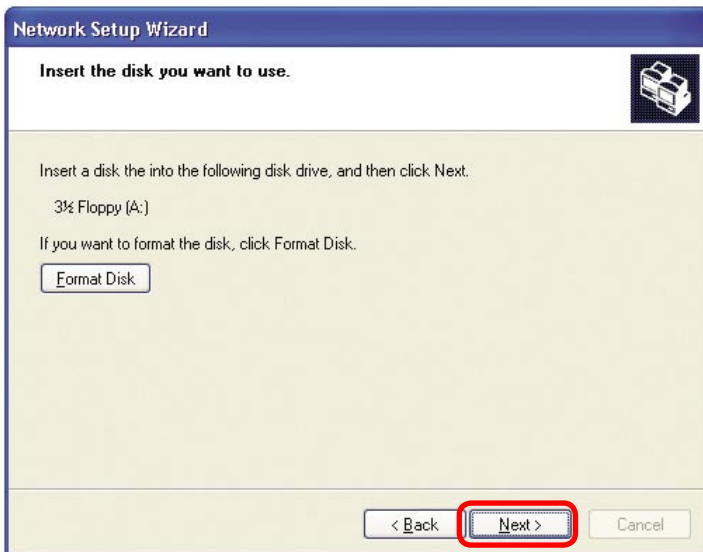 Network Setup Wizard
Insert the disk you want to use.
Insert a disk the into the following disk drive, and then click Next.
3½ Floppy (A:)
If you want to format the disk, click Format Disk.
Format Disk
< Back Next > Cancel